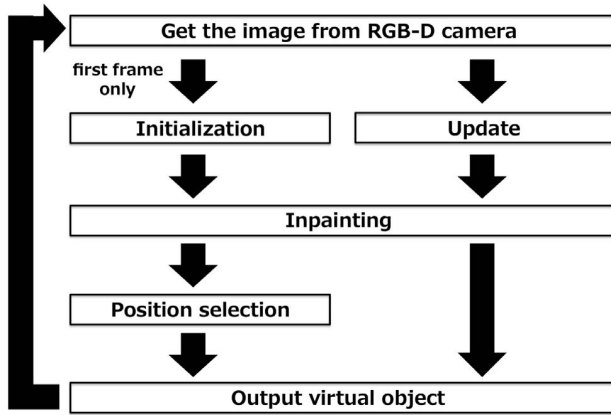 Get the image from RGB-D camera
first frame
only
Initialization
Update
Inpainting
Position selection
Output virtual object